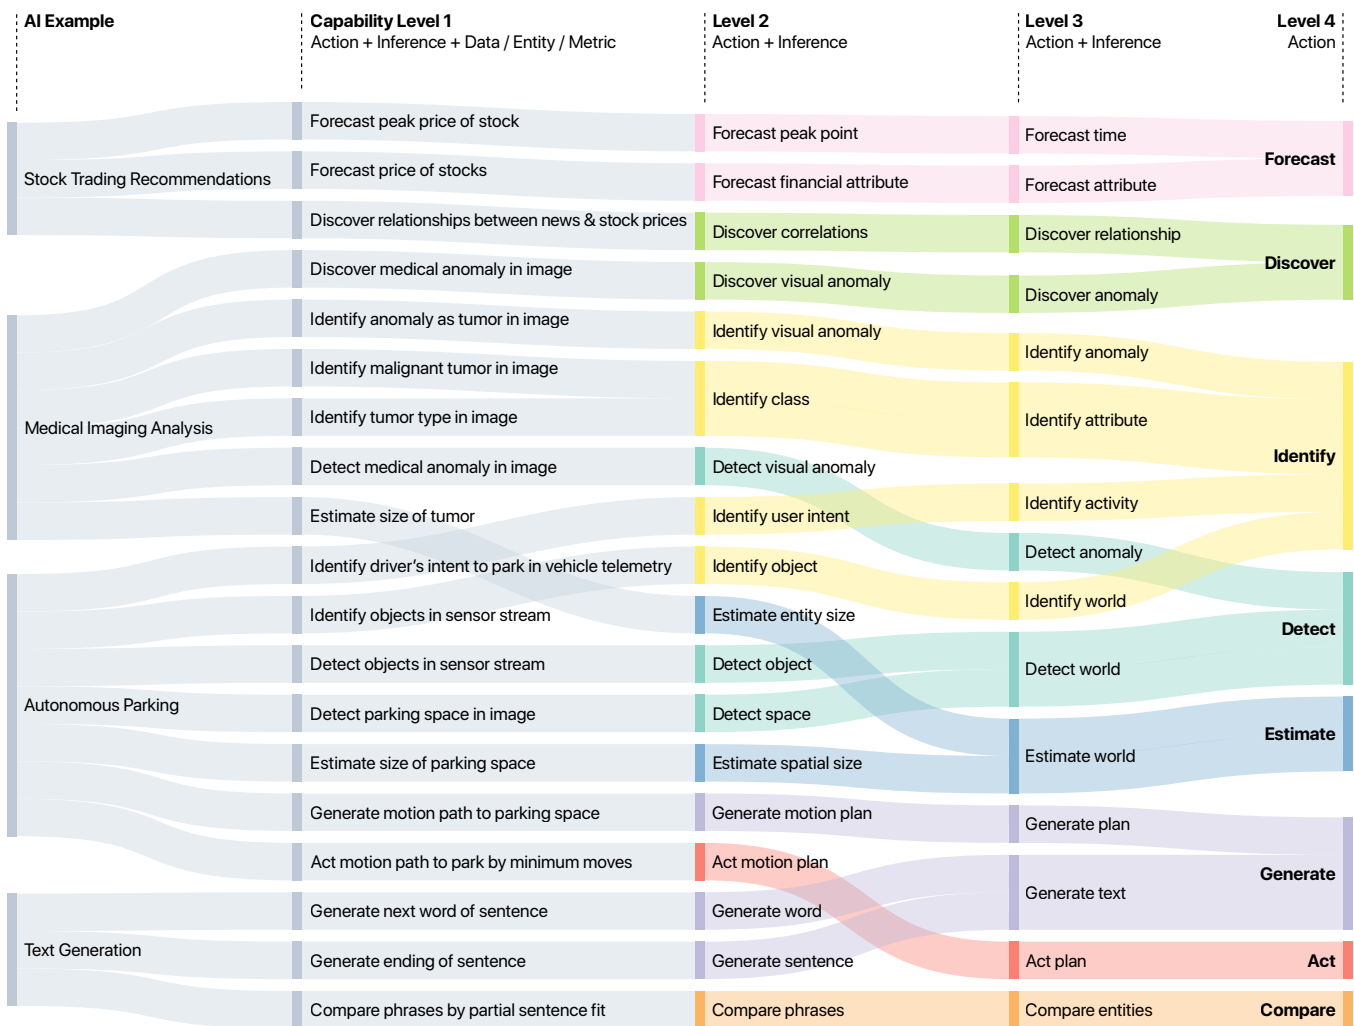 AI Example
Capability Level 1
Action + Inference + Data / Entity / Metric
Level 2
Action + Inference
Level 3
Action + Inference
Level 4
Action
Stock Trading Recommendations
Medical Imaging Analysis
Autonomous Parking
Text Generation
Forecast peak price of stock
Forecast price of stocks
Discover relationships between news & stock prices
Discover medical anomaly in image
Identify anomaly as tumor in image
Identify malignant tumor in image
Identify tumor type in image
Detect medical anomaly in image
Estimate size of tumor
Identify driver’s intent to park in vehicle telemetry
Identify objects in sensor stream
Detect objects in sensor stream
Detect parking space in image
Estimate size of parking space
Generate motion path to parking space
Act motion path to park by minimum moves
Generate next word of sentence
Generate ending of sentence
Compare phrases by partial sentence fit
Forecast peak point
Forecast financial attribute
Discover correlations
Discover visual anomaly
Identify visual anomaly
Identify class
Detect visual anomaly
Identify user intent
Identify object
Estimate entity size
Detect object
Detect space
Estimate spatial size
Generate motion plan
Act motion plan
Generate word
Generate sentence
Compare phrases
Forecast time
Forecast attribute
Discover relationship
Discover anomaly
Identify anomaly
Identify attribute
Identify activity
Detect anomaly
Identify world
Detect world
Estimate world
Generate plan
Generate text
Act plan
Compare entities
Forecast
Discover
Identify
Detect
Estimate
Generate
Act
Compare